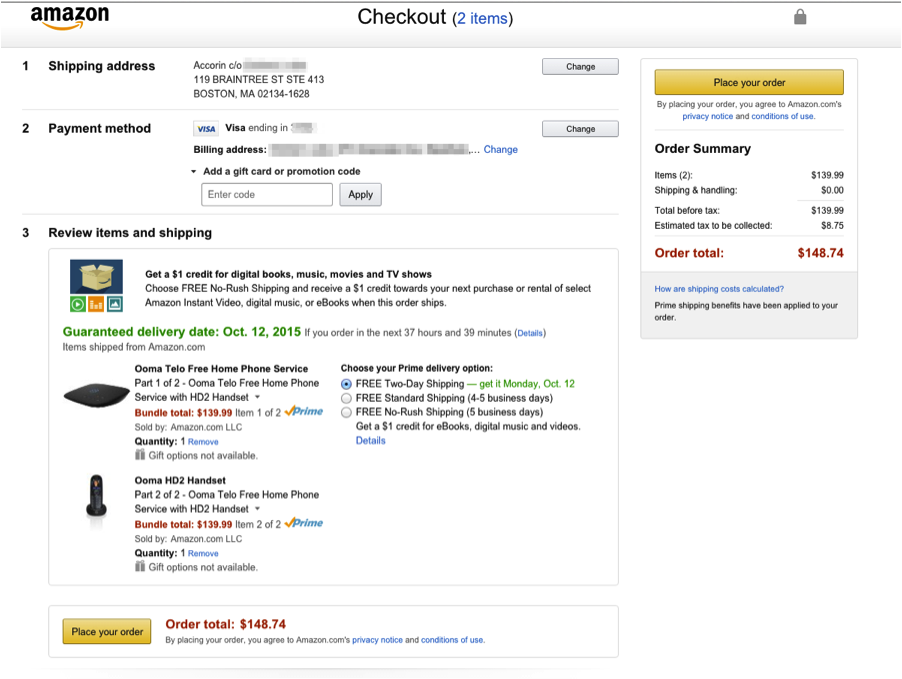 amazon
Checkout (2 items)
1 Shipping address
Accorin c/o
119 BRAINTREE ST STE 413
BOSTON, MA 02134-1628
Change
2 Payment method
VISA Visa ending in
Change
Billing address: ,... Change
Add a gift card or promotion code
Enter code
Apply
3 Review items and shipping
Get a $1 credit for digital books, music, movies and TV shows
Choose FREE No-Rush Shipping and receive a $1 credit towards your next purchase or rental of select
Amazon Instant Video, digital music, or eBooks when this order ships.
Guaranteed delivery date: Oct. 12, 2015 If you order in the next 37 hours and 39 minutes (Details)
Items shipped from Amazon.com
Ooma Telo Free Home Phone Service
Part 1 of 2 - Ooma Telo Free Home Phone
Service with HD2 Handset
Bundle total: $139.99 Item 1 of 2 Prime
Sold by: Amazon.com LLC
Quantity: 1 Remove
Gift options not available.
Choose your Prime delivery option:
FREE Two-Day Shipping — get it Monday, Oct. 12
FREE Standard Shipping (4-5 business days)
FREE No-Rush Shipping (5 business days)
Get a $1 credit for eBooks, digital music and videos.
Details
Ooma HD2 Handset
Part 2 of 2 - Ooma Telo Free Home Phone
Service with HD2 Handset
Bundle total: $139.99 Item 2 of 2 Prime
Sold by: Amazon.com LLC
Quantity: 1 Remove
Gift options not available.
Place your order
Order total: $148.74
By placing your order, you agree to Amazon.com's privacy notice and conditions of use.
Place your order
By placing your order, you agree to Amazon.com's
privacy notice and conditions of use.
Order Summary
Items (2): $139.99
Shipping & handling: $0.00
Total before tax: $139.99
Estimated tax to be collected: $8.75
Order total: $148.74
How are shipping costs calculated?
Prime shipping benefits have been applied to your
order.